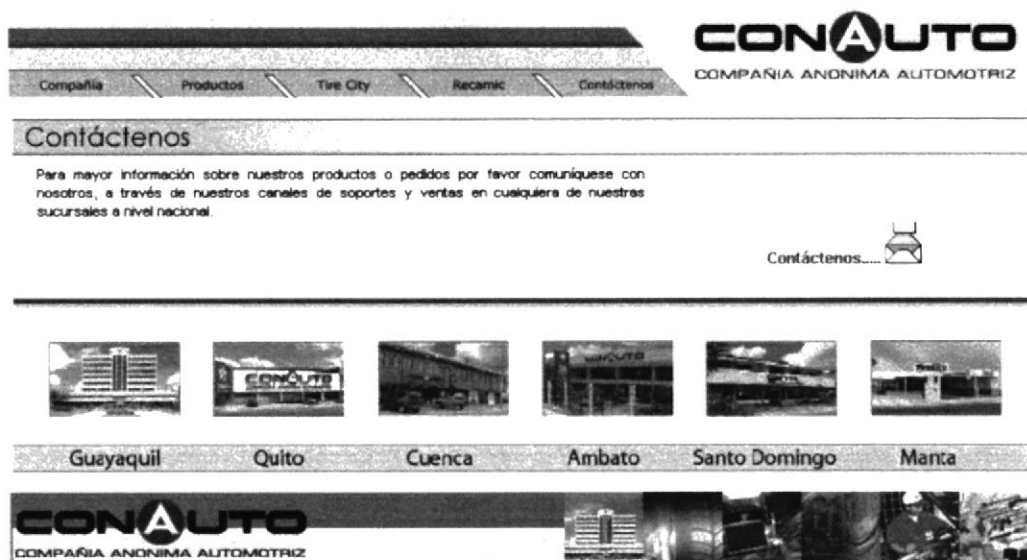 CONAUTO
COMPAÑIA ANONIMA AUTOMOTRIZ
Compañía Productos Tire City Recamic Contáctenos
Contáctenos
Para mayor información sobre nuestros productos o pedidos por favor comuníquese con
nosotros, a través de nuestros canales de soportes y ventas en cualquiera de nuestras
sucursales a nivel nacional.
Contáctenos.....
CONAUTO
CONAUTO
Guayaquil Quito Cuenca Ambato Santo Domingo Manta
CONAUTO
COMPAÑIA ANONIMA AUTOMOTRIZ